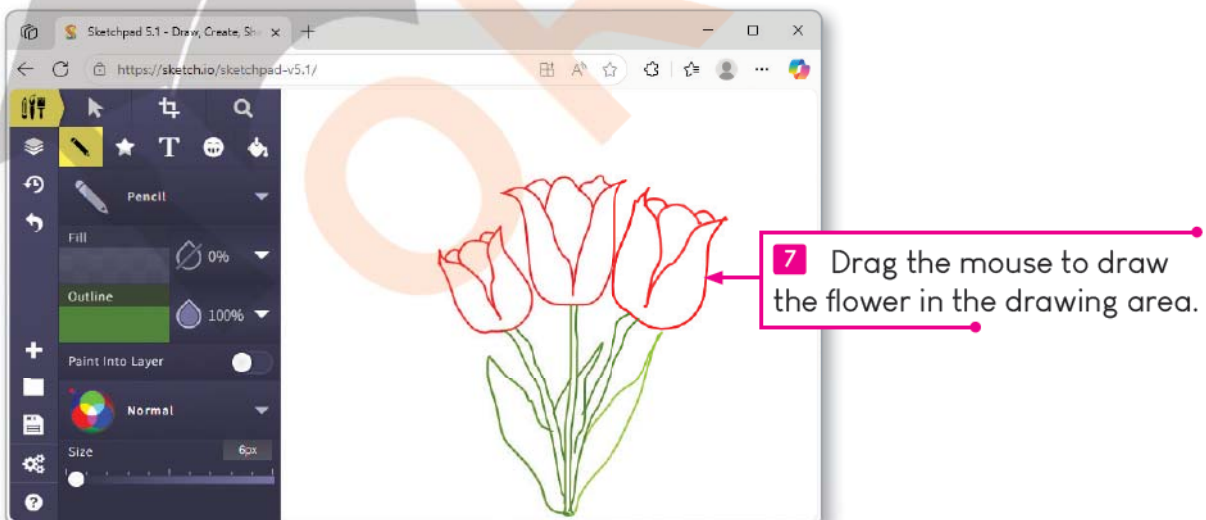 Sketchpad 5.1 - Draw, Create, Sh
https://sketch.io/sketchpad-v5.1/
T
Pencil
Fill
0%
Outline
100%
Paint Into Layer
Normal
Size 6px
7 Drag the mouse to draw
the flower in the drawing area.